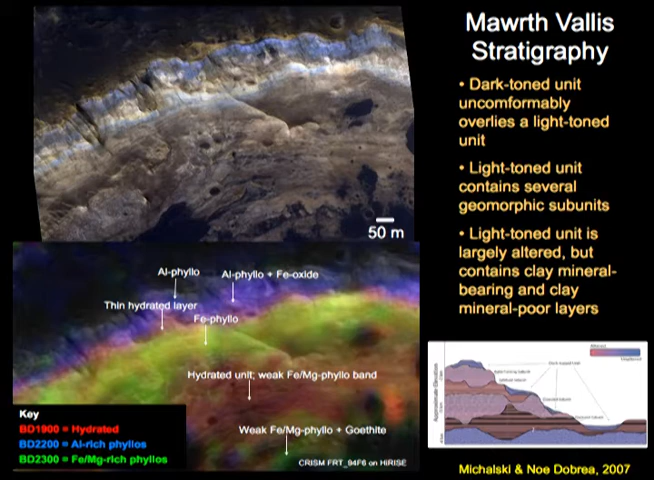 Mawrth Vallis
Stratigraphy
• Dark-toned unit
uncomformably
overlies a light-toned
unit
• Light-toned unit
contains several
geomorphic subunits
• Light-toned unit is
largely altered, but
contains clay mineral-
bearing and clay
mineral-poor layers
50 m
Al-phyllo
Al-phyllo + Fe-oxide
Thin hydrated layer
Fe-phyllo
Hydrated unit; weak Fe/Mg-phyllo band
Weak Fe/Mg-phyllo + Goethite
Key
BD1900 = Hydrated
BD2200 = Al-rich phyllos
BD2300 = Fe/Mg-rich phyllos
CRISM FRT_94F6 on HiRISE
Approximate Elevation
Michalski & Noe Dobrea, 2007